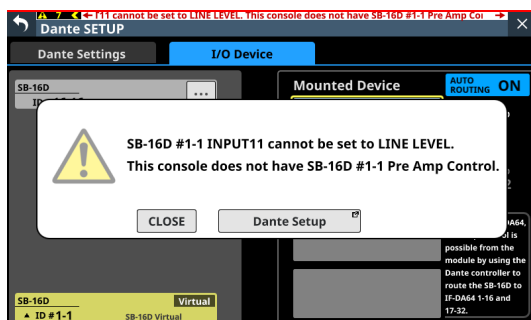 7
T11 cannot be set to LINE LEVEL. This console does not have SB-16D #1-1 Pre Amp Co
Dante SETUP
Dante Settings
I/O Device
SB-16D
...
Mounted Device
AUTO
ROUTING
ON
SB-16D #1-1 INPUT11 cannot be set to LINE LEVEL.
This console does not have SB-16D #1-1 Pre Amp Control.
CLOSE
Dante Setup
possible from the
module by using the
Dante controller to
route the SB-16D to
IF-DA64 1-16 and
17-32.
SB-16D
Virtual
ID #1-1
SB-16D Virtual